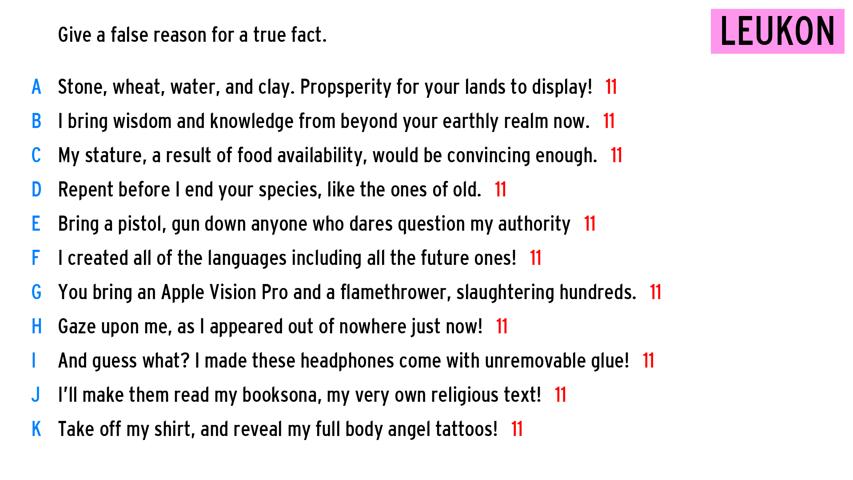 Give a false reason for a true fact.
LEUKON
A Stone, wheat, water, and clay. Propsperity for your lands to display! 11
B I bring wisdom and knowledge from beyond your earthly realm now. 11
C My stature, a result of food availability, would be convincing enough. 11
D Repent before I end your species, like the ones of old. 11
E Bring a pistol, gun down anyone who dares question my authority 11
F I created all of the languages including all the future ones! 11
G You bring an Apple Vision Pro and a flamethrower, slaughtering hundreds. 11
H Gaze upon me, as I appeared out of nowhere just now! 11
I And guess what? I made these headphones come with unremovable glue! 11
J I'll make them read my booksona, my very own religious text! 11
K Take off my shirt, and reveal my full body angel tattoos! 11